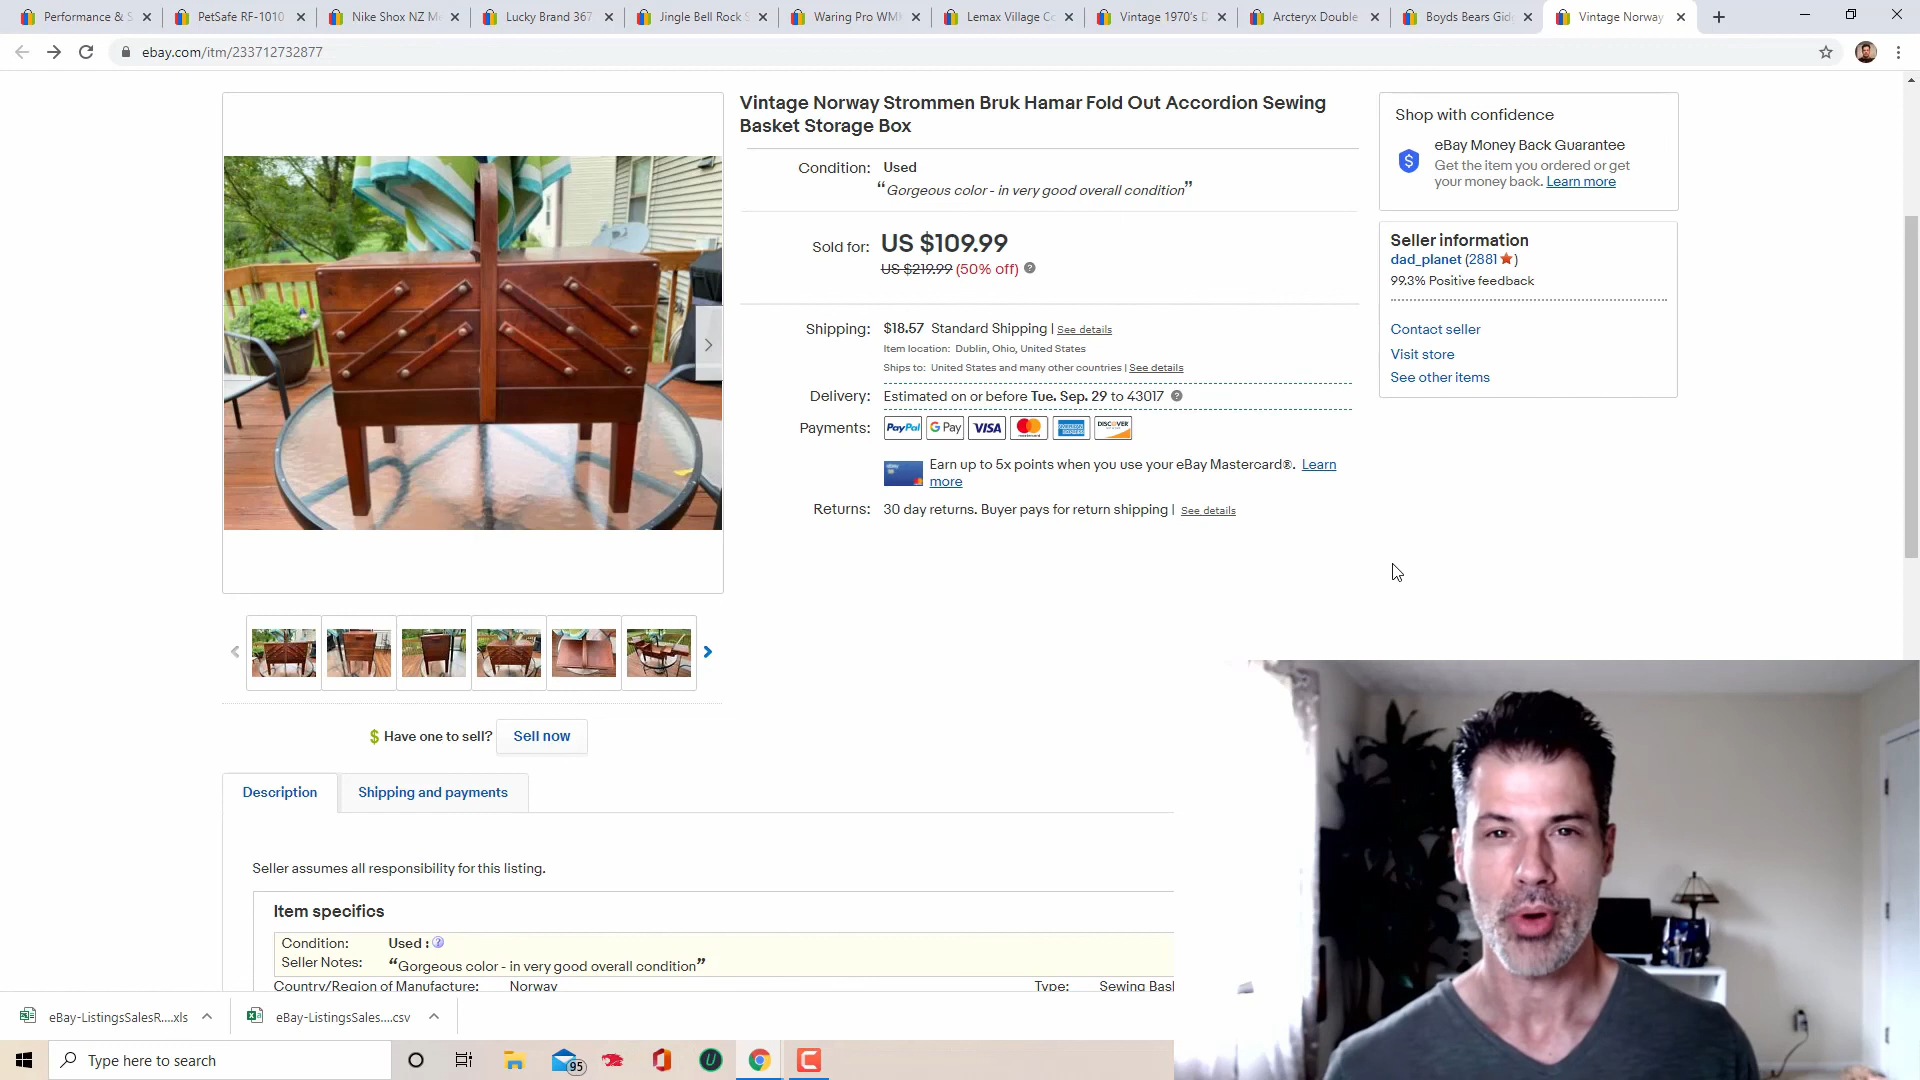 Performance & S
PetSafe RF-1010
Nike Shox NZ Me
Lucky Brand 367
Jingle Bell Rock S
Waring Pro WM
Lemax Village Co
Vintage 1970's D
Arcteryx Double
Boyds Bears Gid
Vintage Norway
ebay.com/itm/233712732877
Vintage Norway Strommen Bruk Hamar Fold Out Accordion Sewing
Basket Storage Box
Condition: Used
“Gorgeous color - in very good overall condition”
Sold for: US $109.99
US $219.99 (50% off)
Shipping: $18.57 Standard Shipping | See details
Item location: Dublin, Ohio, United States
Ships to: United States and many other countries | See details
Delivery: Estimated on or before Tue. Sep. 29 to 43017
Payments: PayPal G Pay VISA DISCOVER
Earn up to 5x points when you use your eBay Mastercard®. Learn
more
Returns: 30 day returns. Buyer pays for return shipping | See details
Shop with confidence
eBay Money Back Guarantee
Get the item you ordered or get
your money back. Learn more
Seller information
dad_planet (2881 )
99.3% Positive feedback
Contact seller
Visit store
See other items
$ Have one to sell? Sell now
Description Shipping and payments
Seller assumes all responsibility for this listing.
Item specifics
Condition: Used :
Seller Notes: “Gorgeous color - in very good overall condition”
Country/Region of Manufacture: Norway Type: Sewing Bas
eBay-ListingsSalesR....xls
eBay-ListingsSales....csv
Type here to search
95